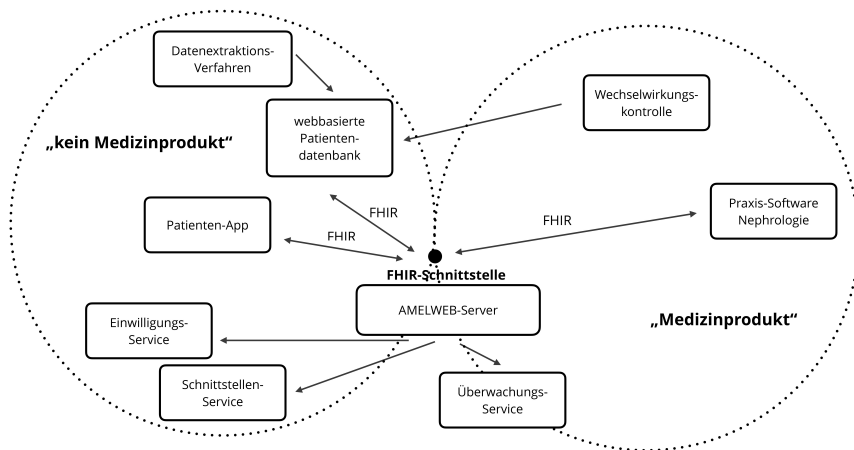 Datenextraktions-
Verfahren
webbasierte
Patienten-
datenbank
Wechselwirkungs-
kontrolle
„kein Medizinprodukt“
Patienten-App
FHIR
FHIR
FHIR
Praxis-Software
Nephrologie
FHIR-Schnittstelle
AMELWEB-Server
„Medizinprodukt“
Einwilligungs-
Service
Schnittstellen-
Service
Überwachungs-
Service